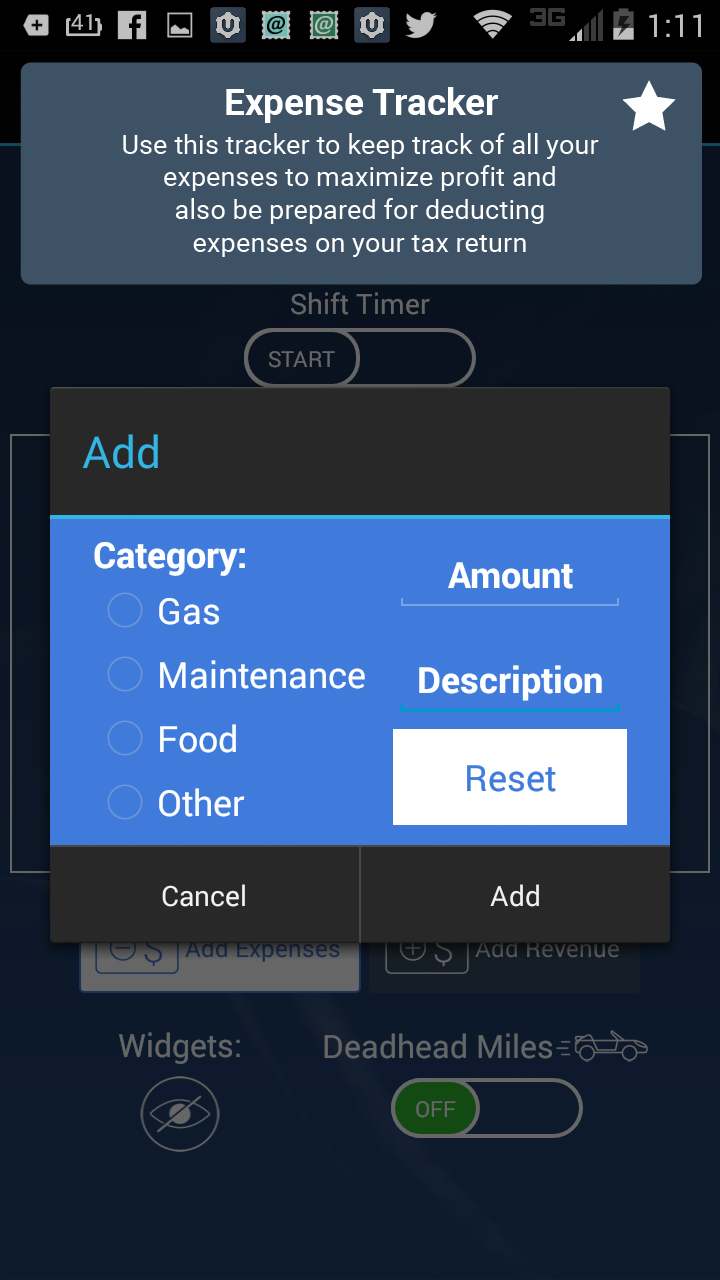 41
3G
1:11
Expense Tracker
Use this tracker to keep track of all your
expenses to maximize profit and
also be prepared for deducting
expenses on your tax return
Shift Timer
START
Add
Category:
Gas
Maintenance
Food
Other
Amount
Description
Reset
Cancel
Add
$ Add Expenses
$ Add Revenue
Widgets:
Deadhead Miles
OFF